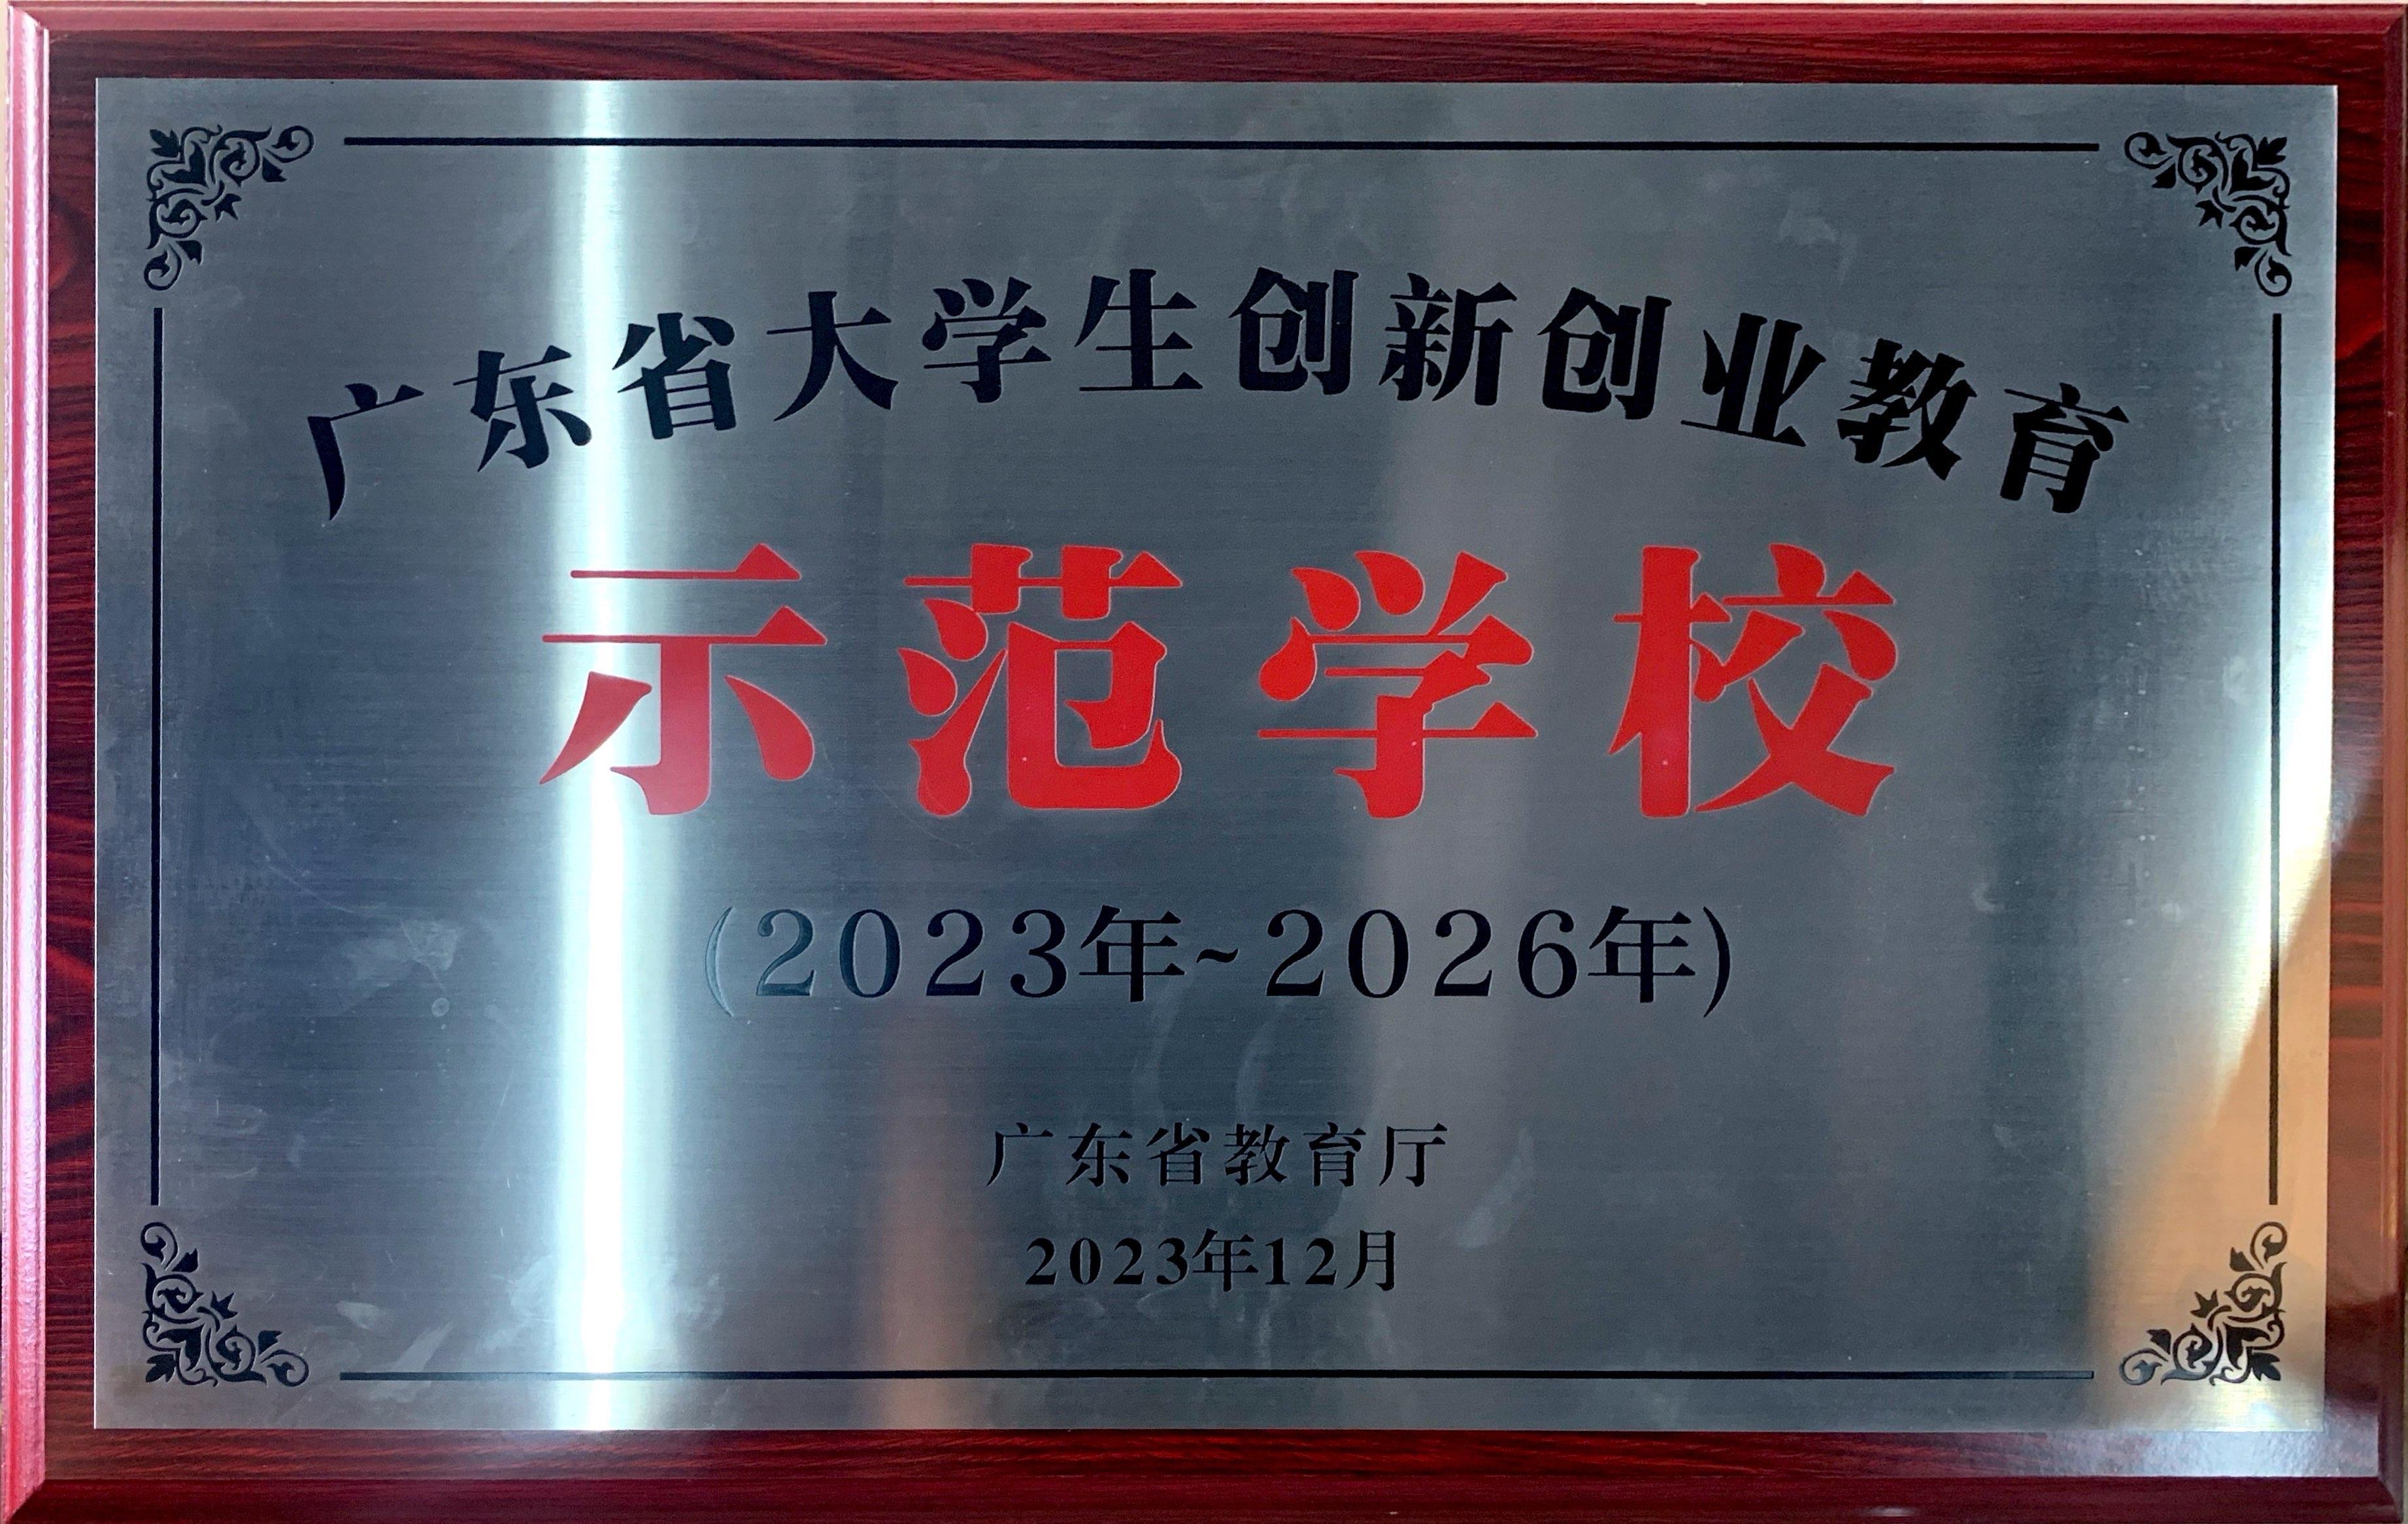 广东省大学生创新创业教育
示范学校
(2023年~2026年)
广东省教育厅
2023年12月